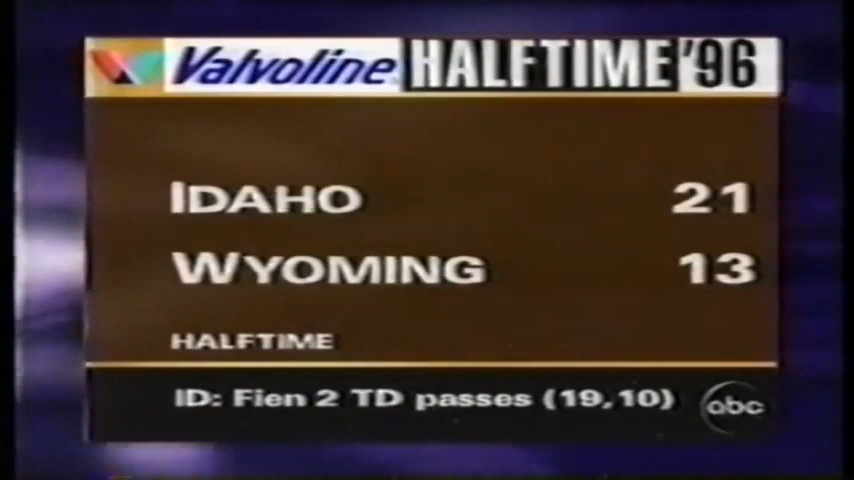 Valvoline HALFTIME '96
IDAHO 21
WYOMING 13
HALFTIME
ID: Fien 2 TD passes (19,10)
abc